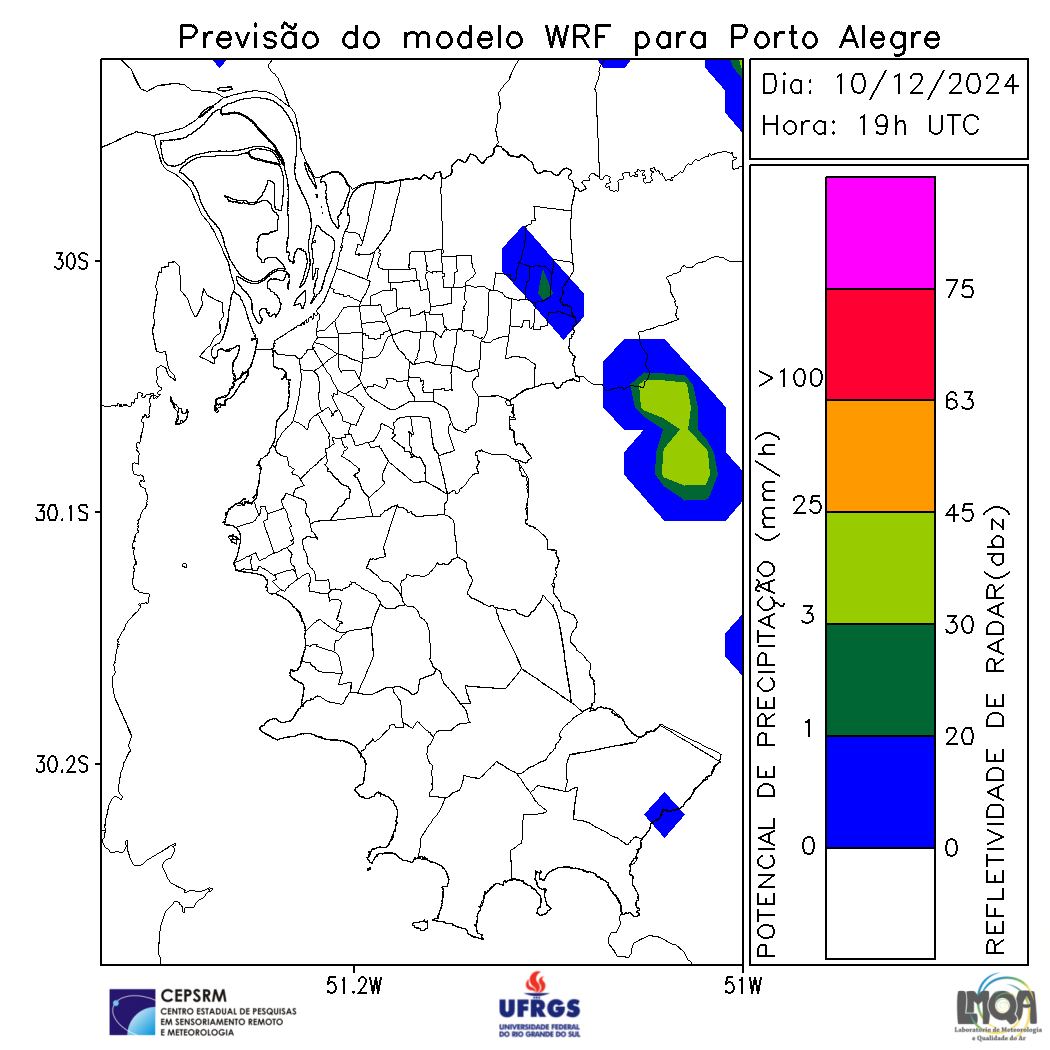 Previsão do modelo WRF para Porto Alegre
Dia: 10/12/2024
Hora: 19h UTC
30S
30.1S
30.2S
51.2W
51W
POTENCIAL DE PRECIPITAÇÃO (mm/h)
>100
25
3
1
0
75
63
45
30
20
0
REFLETIVIDADE DE RADAR(dbz)
CEPSRM
CENTRO ESTADUAL DE PESQUISAS
EM SENSORIAMENTO REMOTO
E METEOROLOGIA
UFRGS
UNIVERSIDADE FEDERAL
DO RIO GRANDE DO SUL
LMQA
Laboratório de Meteorologia
e Qualidade do Ar